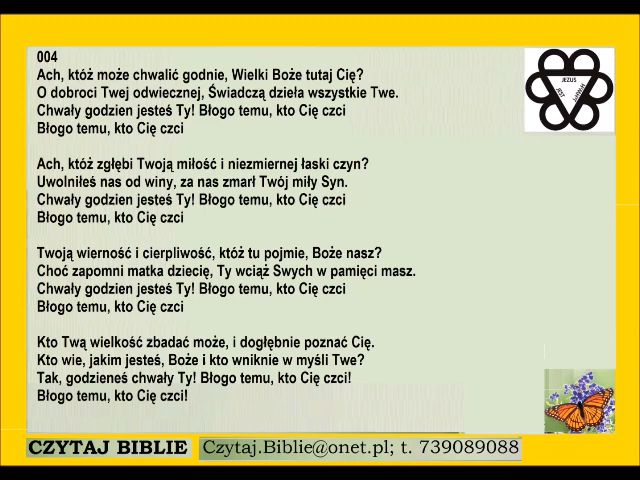 004
Ach, któż może chwalić godnie, Wielki Boże tutaj Cię?
O dobroci Twej odwiecznej, Świadczą dzieła wszystkie Twe.
Chwały godzien jesteś Ty! Błogo temu, kto Cię czci
Błogo temu, kto Cię czci
Ach, któż zgłębi Twoją miłość i niezmiernej łaski czyn?
Uwolniłeś nas od winy, za nas zmarł Twój miły Syn.
Chwały godzien jesteś Ty! Błogo temu, kto Cię czci
Błogo temu, kto Cię czci
Twoją wierność i cierpliwość, któż tu pojmie, Boże nasz?
Choć zapomni matka dziecię, Ty wciąż Swych w pamięci masz.
Chwały godzien jesteś Ty! Błogo temu, kto Cię czci
Błogo temu, kto Cię czci
Kto Twą wielkość zbadać może, i dogłębnie poznać Cię.
Kto wie, jakim jesteś, Boże i kto wniknie w myśli Twe?
Tak, godzieneś chwały Ty! Błogo temu, kto Cię czci!
Błogo temu, kto Cię czci!
JEZUS
JEST
CZYTAJ BIBLIE Czytaj.Biblie@onet.pl; t. 739089088